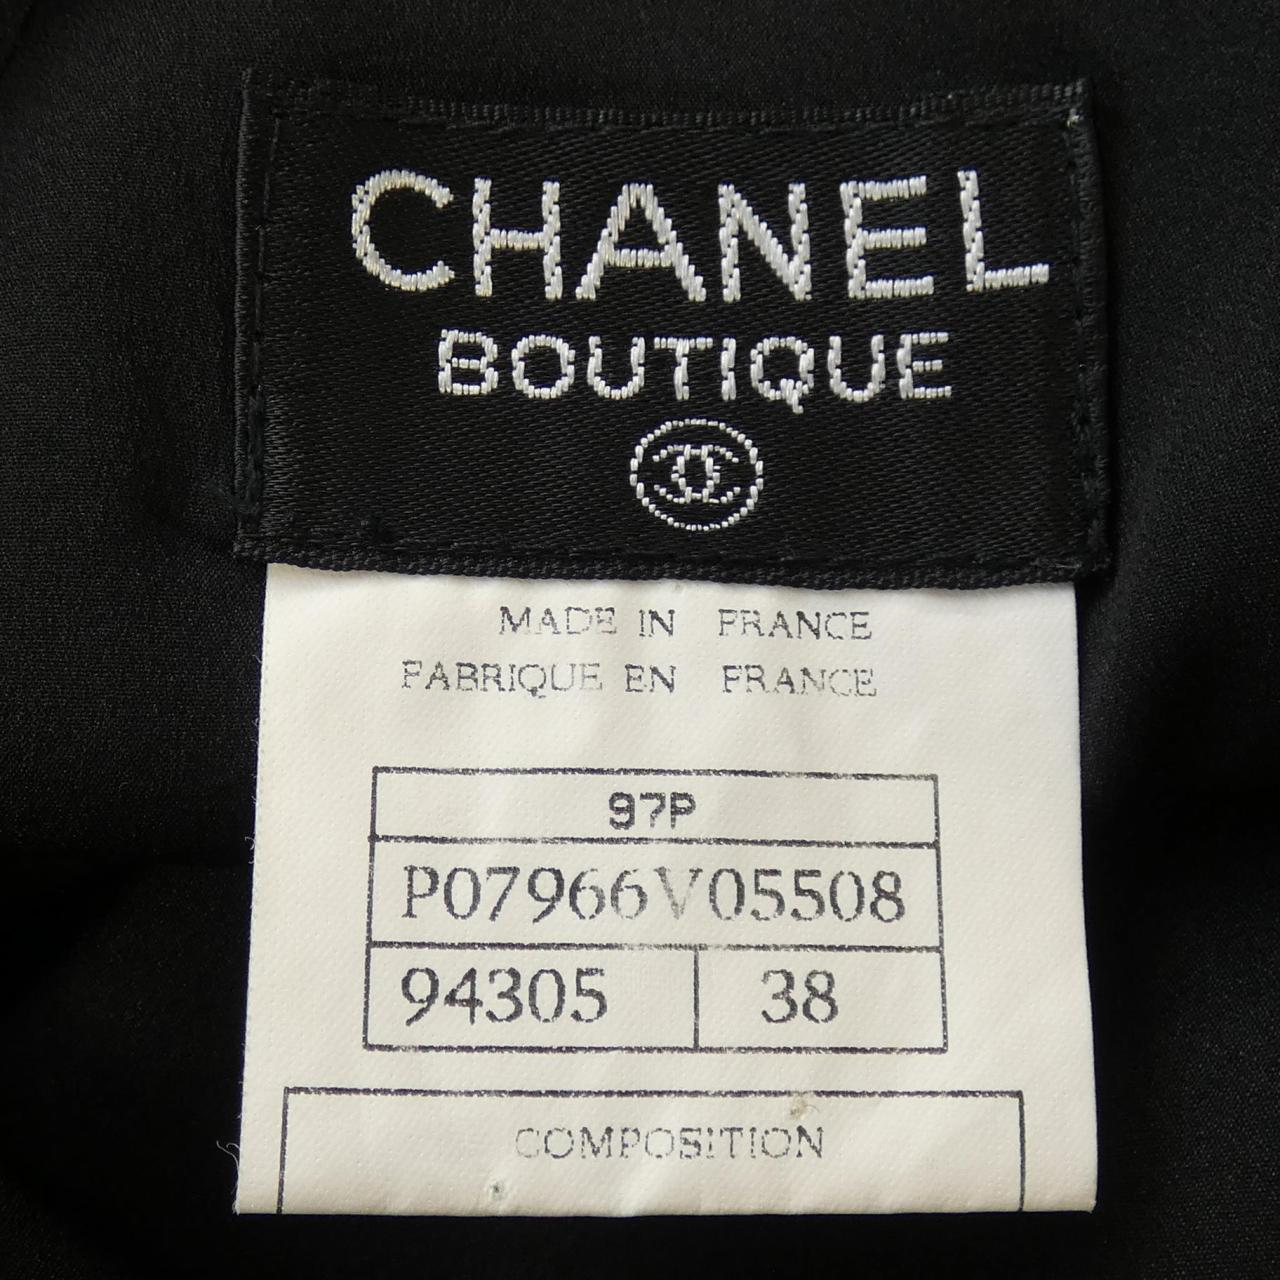 CHANEL
BOUTIQUE
MADE IN FRANCE
FABRIQUE EN FRANCE
97P
P07966V05508
94305 38
COMPOSITION